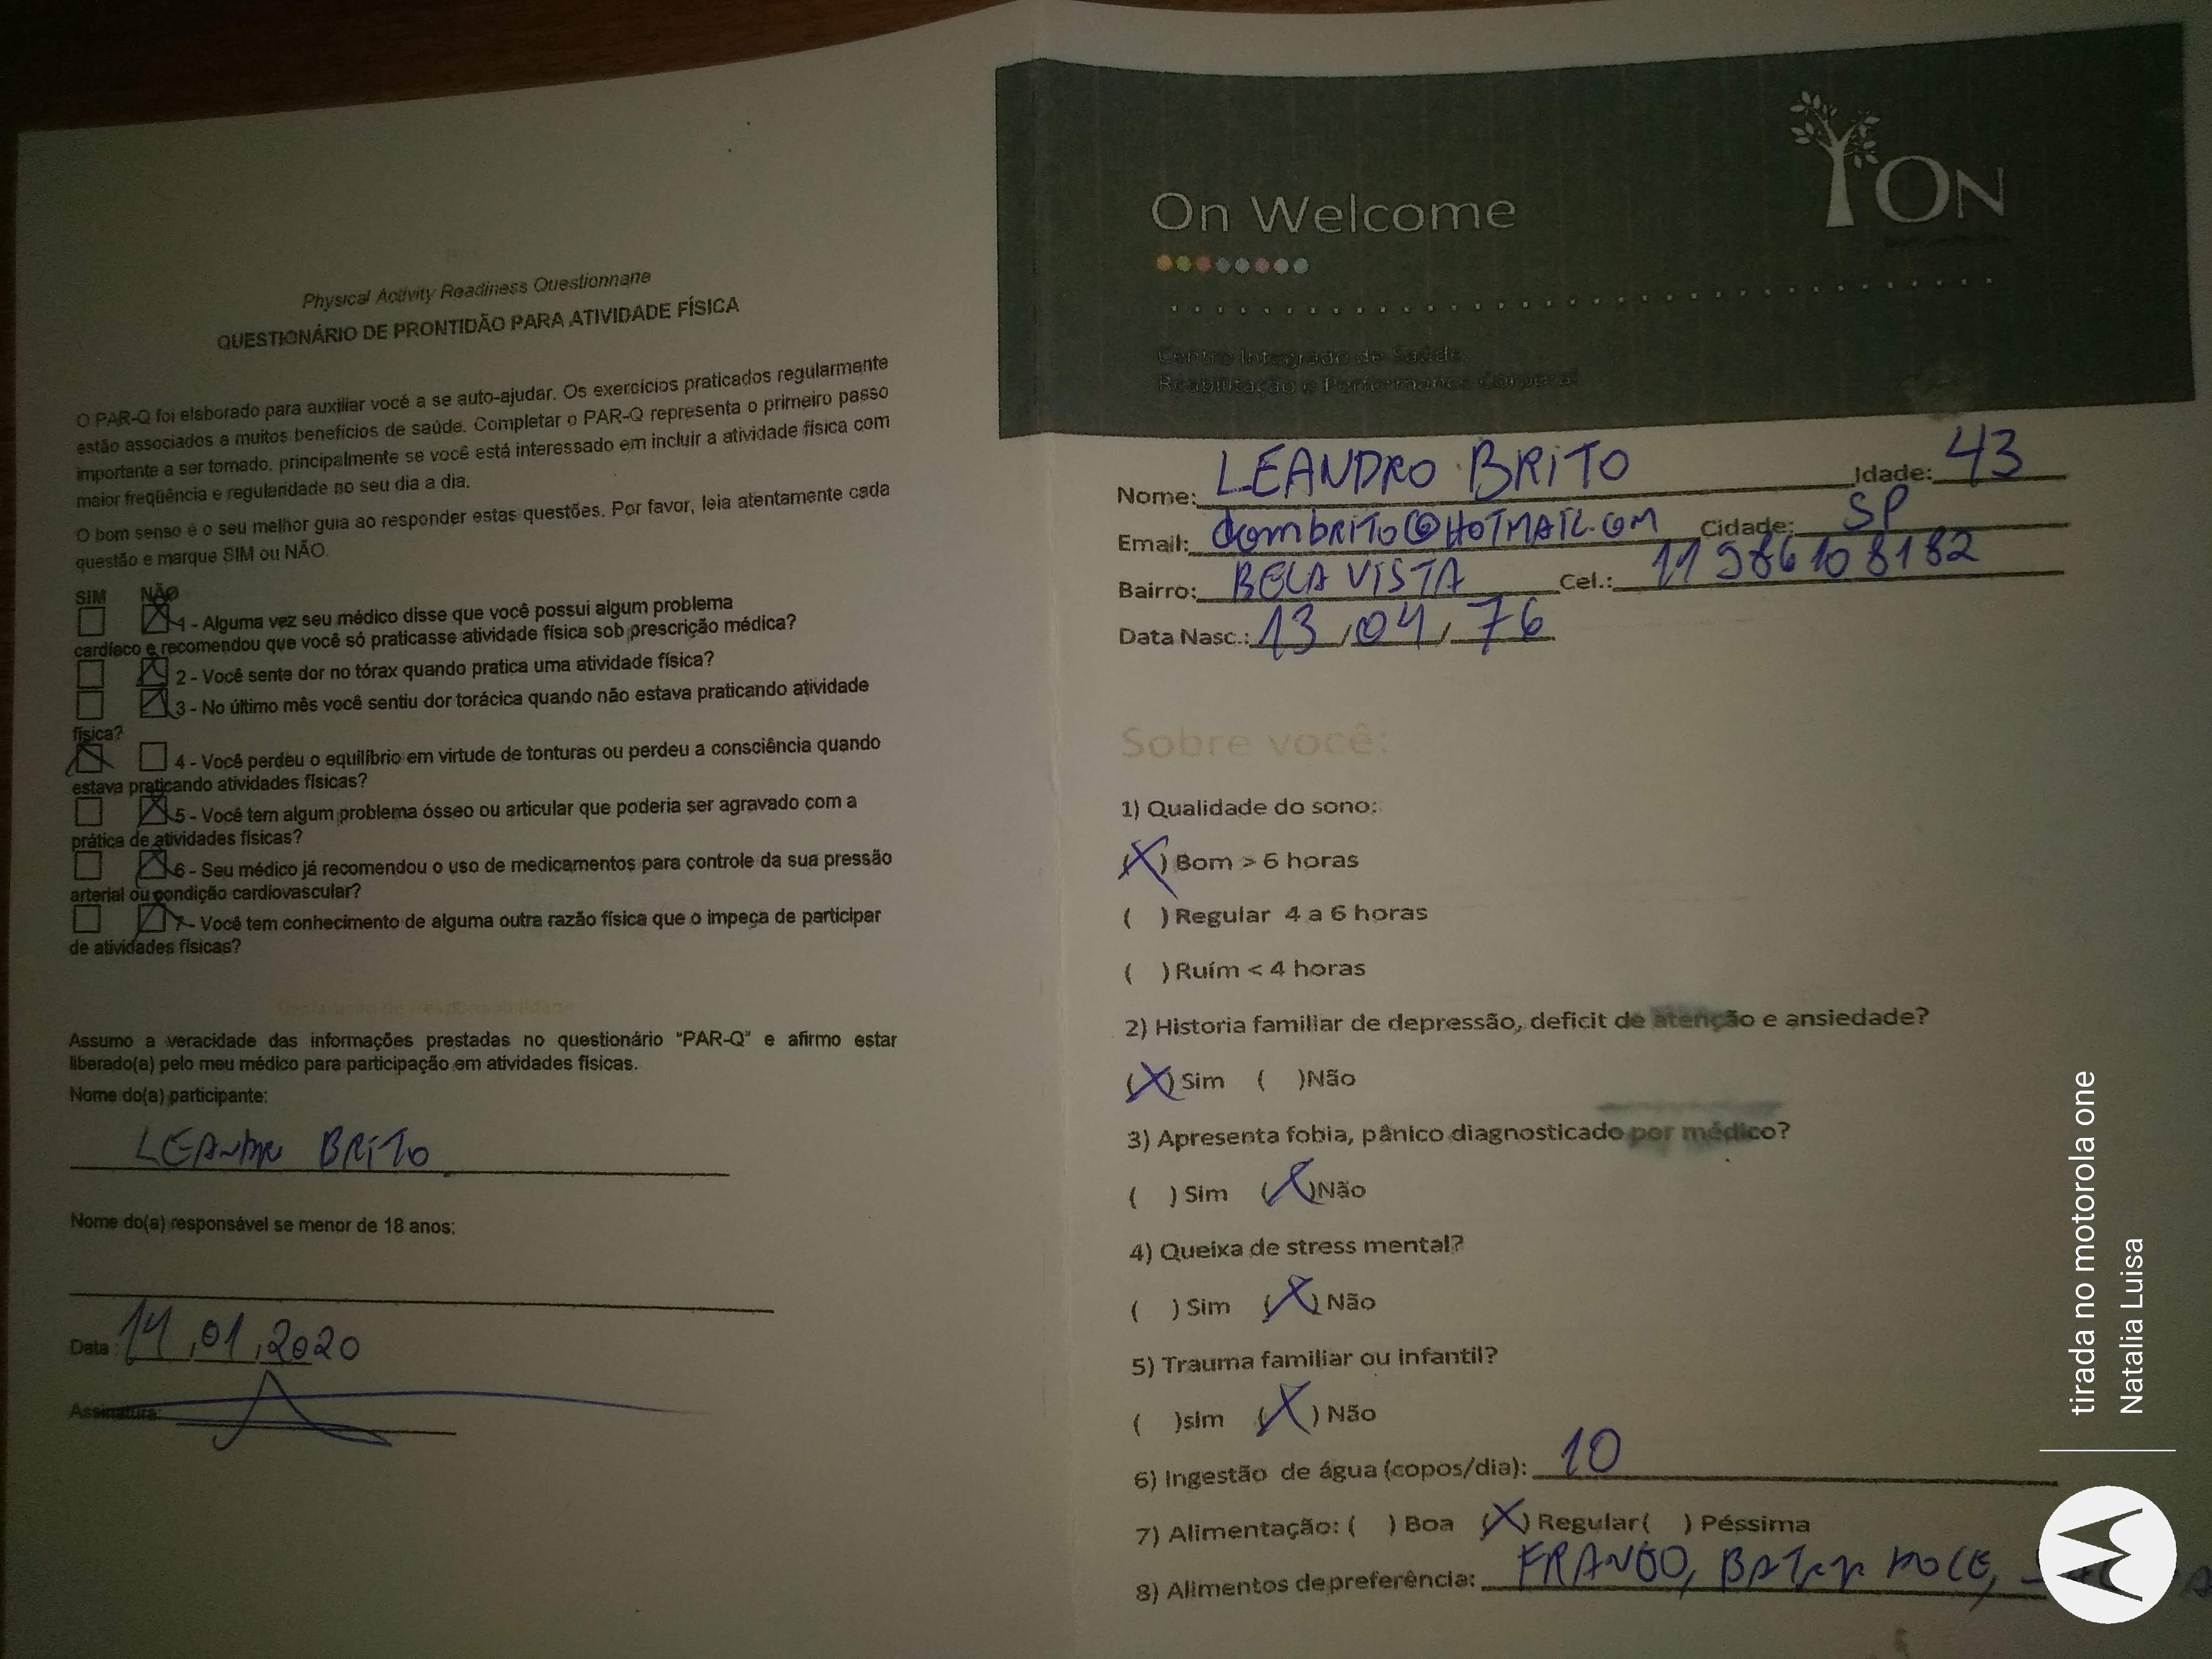 Physical Activity Readiness Questionnaire
QUESTIONÁRIO DE PRONTIDÃO PARA ATIVIDADE FÍSICA
O PAR-Q foi elaborado para auxiliar você a se auto-ajudar. Os exercícios praticados regularmente
estão associados a muitos benefícios de saúde. Completar o PAR-Q representa o primeiro passo
importante a ser tomado, principalmente se você está interessado em incluir a atividade física com
maior freqüência e regularidade no seu dia a dia.
O bom senso é o seu melhor guia ao responder estas questões. Por favor, leia atentamente cada
questão e marque SIM ou NÃO.
SIM NÃO
1 - Alguma vez seu médico disse que você possui algum problema
cardíaco e recomendou que você só praticasse atividade física sob prescrição médica?
2 - Você sente dor no tórax quando pratica uma atividade física?
3 - No último mês você sentiu dor torácica quando não estava praticando atividade
física?
4 - Você perdeu o equilíbrio em virtude de tonturas ou perdeu a consciência quando
estava praticando atividades físicas?
5 - Você tem algum problema ósseo ou articular que poderia ser agravado com a
prática de atividades físicas?
6 - Seu médico já recomendou o uso de medicamentos para controle da sua pressão
arterial ou condição cardiovascular?
7 - Você tem conhecimento de alguma outra razão física que o impeça de participar
de atividades físicas?
Assumo a veracidade das informações prestadas no questionário "PAR-Q" e afirmo estar
liberado(a) pelo meu médico para participação em atividades físicas.
Nome do(a) participante:
LEANDRO BRITO
Nome do(a) responsável se menor de 18 anos:
Data: 14, 01, 2020
Assinatura:
On Welcome
ON
Centro Integrado de Saúde,
Reabilitação e Performance Corporal
Nome: LEANDRO BRITO Idade: 43
Email: @HOTMAIL.COM Cidade: SP
Bairro: BELA VISTA Cel.: 11 98610 8182
Data Nasc.: 13, 04, 76
Sobre você:
1) Qualidade do sono:
(X) Bom > 6 horas
( ) Regular 4 a 6 horas
( ) Ruím < 4 horas
2) Historia familiar de depressão, deficit de atenção e ansiedade?
(X) Sim ( )Não
3) Apresenta fobia, pânico diagnosticado por médico?
( ) Sim (X)Não
4) Queixa de stress mental?
( ) Sim (X) Não
5) Trauma familiar ou infantil?
( )sim (X) Não
6) Ingestão de água (copos/dia): 10
7) Alimentação: ( ) Boa (X) Regular( ) Péssima
8) Alimentos de preferência: FRANGO, BATATA
tirada no motorola one
Natalia Luisa